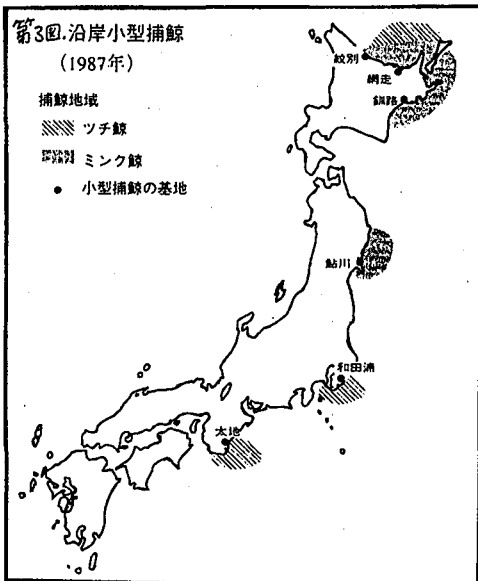 第3図.沿岸小型捕鯨
(1987年)
捕鯨地域
ツチ鯨
ミンク鯨
小型捕鯨の基地
紋別
網走
釧路
鮎川
和田浦
太地